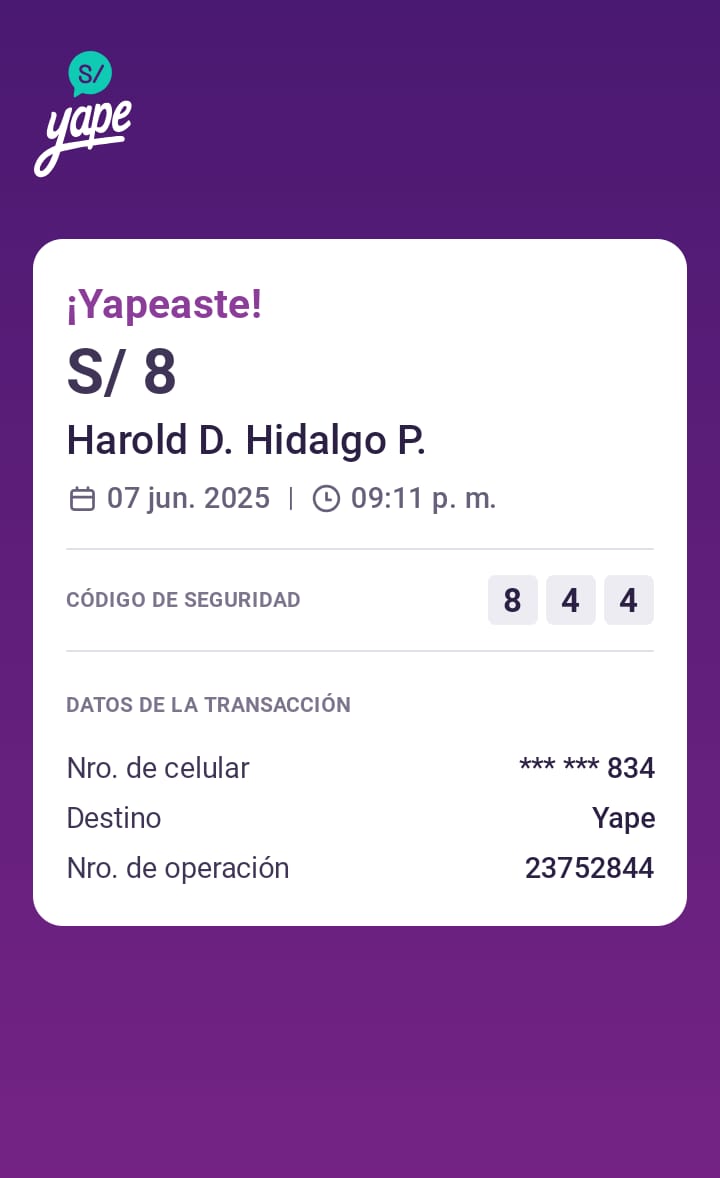 S/
yape
¡Yapeaste!
S/ 8
Harold D. Hidalgo P.
07 jun. 2025 | 09:11 p. m.
CÓDIGO DE SEGURIDAD 8 4 4
DATOS DE LA TRANSACCIÓN
Nro. de celular *** *** 834
Destino Yape
Nro. de operación 23752844